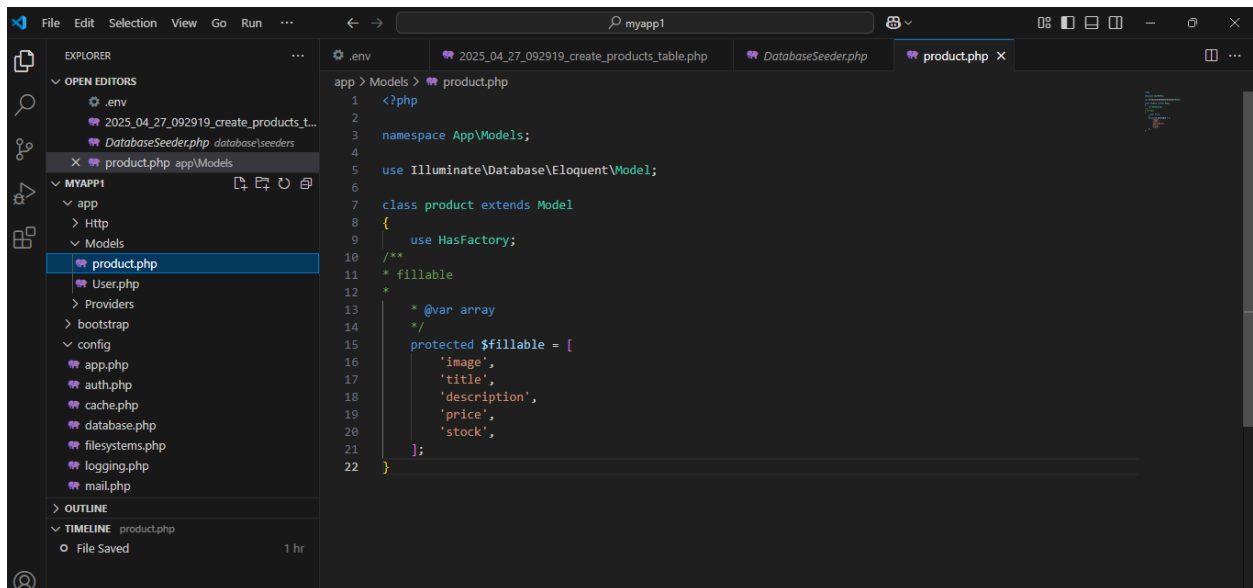 File Edit Selection View Go Run ··· ← → myapp1
EXPLORER ···
OPEN EDITORS
.env
2025_04_27_092919_create_products_t...
DatabaseSeeder.php database\seeders
product.php app\Models
MYAPP1
app
Http
Models
product.php
User.php
Providers
bootstrap
config
app.php
auth.php
cache.php
database.php
filesystems.php
logging.php
mail.php
OUTLINE
TIMELINE product.php
File Saved 1 hr
.env 2025_04_27_092919_create_products_table.php DatabaseSeeder.php product.php
app > Models > product.php
1 <?php
2
3 namespace App\Models;
4
5 use Illuminate\Database\Eloquent\Model;
6
7 class product extends Model
8 {
9 use HasFactory;
10 /**
11 * fillable
12 *
13 * @var array
14 */
15 protected $fillable = [
16 'image',
17 'title',
18 'description',
19 'price',
20 'stock',
21 ];
22 }